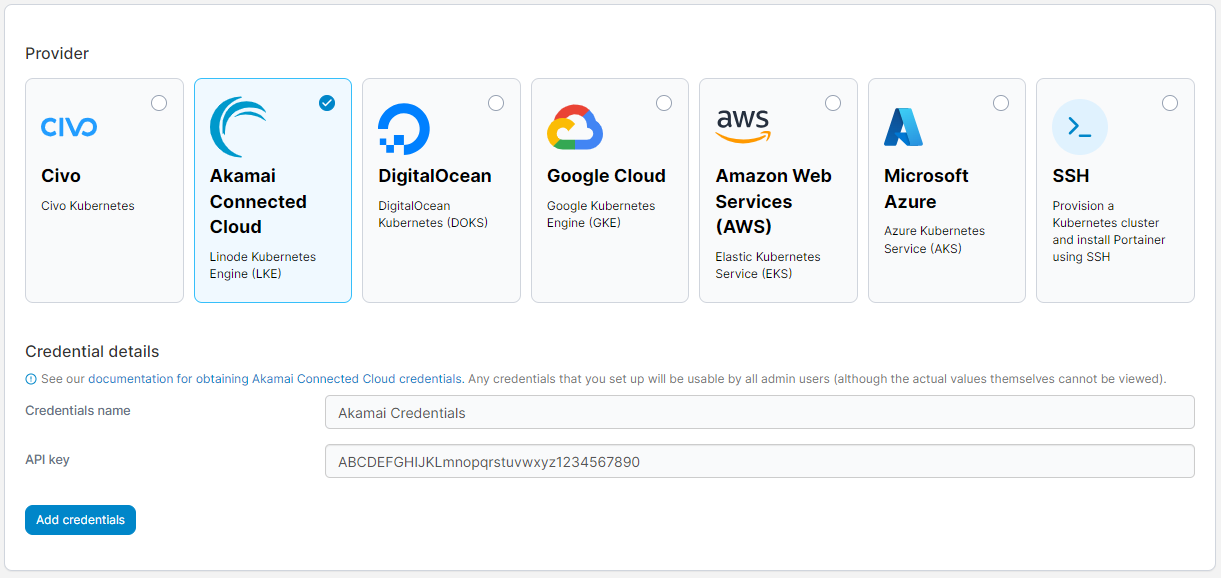 Provider
CIVO
Civo
Civo Kubernetes
Akamai
Connected
Cloud
Linode Kubernetes
Engine (LKE)
DigitalOcean
DigitalOcean
Kubernetes (DOKS)
Google Cloud
Google Kubernetes
Engine (GKE)
aws
Amazon Web
Services
(AWS)
Elastic Kubernetes
Service (EKS)
Microsoft
Azure
Azure Kubernetes
Service (AKS)
>_
SSH
Provision a
Kubernetes cluster
and install Portainer
using SSH
Credential details
See our documentation for obtaining Akamai Connected Cloud credentials. Any credentials that you set up will be usable by all admin users (although the actual values themselves cannot be viewed).
Credentials name
Akamai Credentials
API key
ABCDEFGHIJKLmnopqrstuvwxyz1234567890
Add credentials